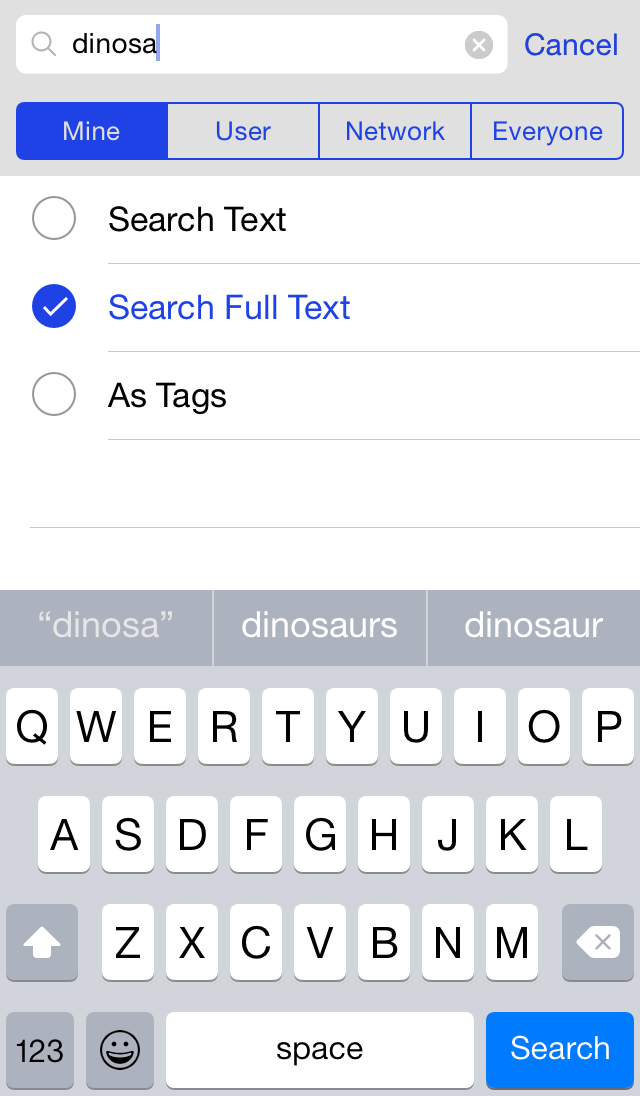 dinosa Cancel
Mine User Network Everyone
Search Text
Search Full Text
As Tags
“dinosa” dinosaurs dinosaur
Q W E R T Y U I O P
A S D F G H J K L
Z X C V B N M
123 space Search